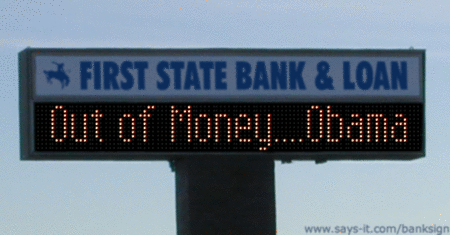 FIRST STATE BANK & LOAN
Out of Money....Obama
www.says-it.com/banksign